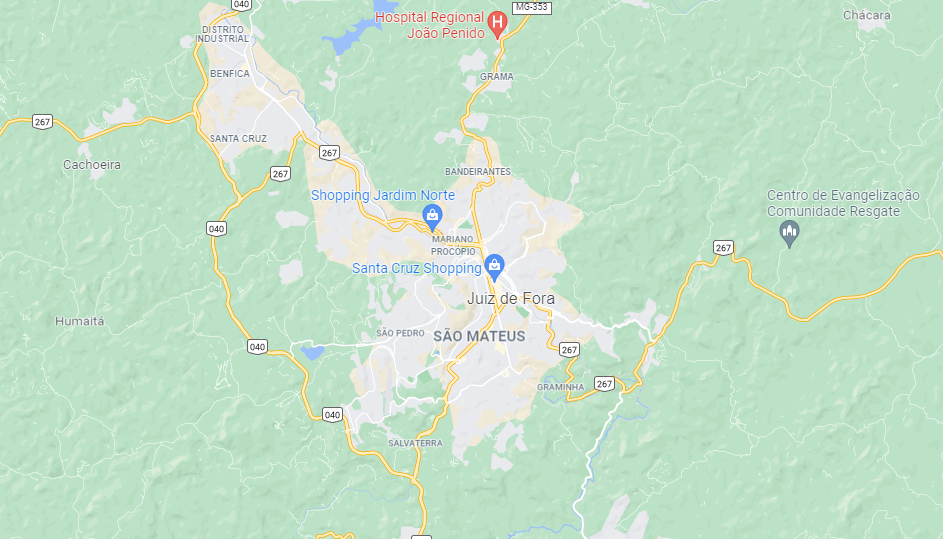 040
MG-353
Hospital Regional
João Penido
Chácara
DISTRITO
INDUSTRIAL
BENFICA
GRAMA
267
SANTA CRUZ
267
Cachoeira
267
BANDEIRANTES
Shopping Jardim Norte
Centro de Evangelização
Comunidade Resgate
040
MARIANO
PROCÓPIO
267
Santa Cruz Shopping
Juiz de Fora
Humaitá
SÃO PEDRO
SÃO MATEUS
040
267
267
GRAMINHA
040
SALVATERRA